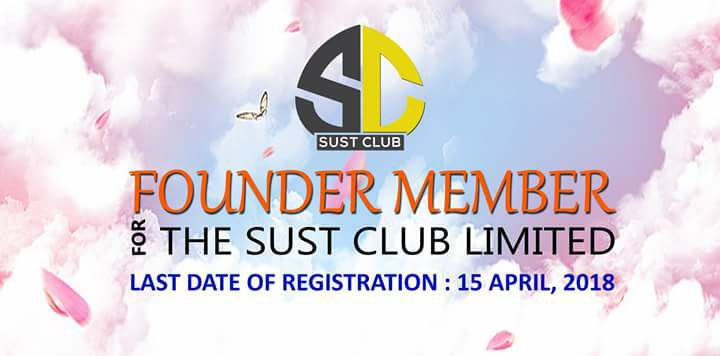 SC
SUST CLUB
FOUNDER MEMBER
FOR THE SUST CLUB LIMITED
LAST DATE OF REGISTRATION : 15 APRIL, 2018